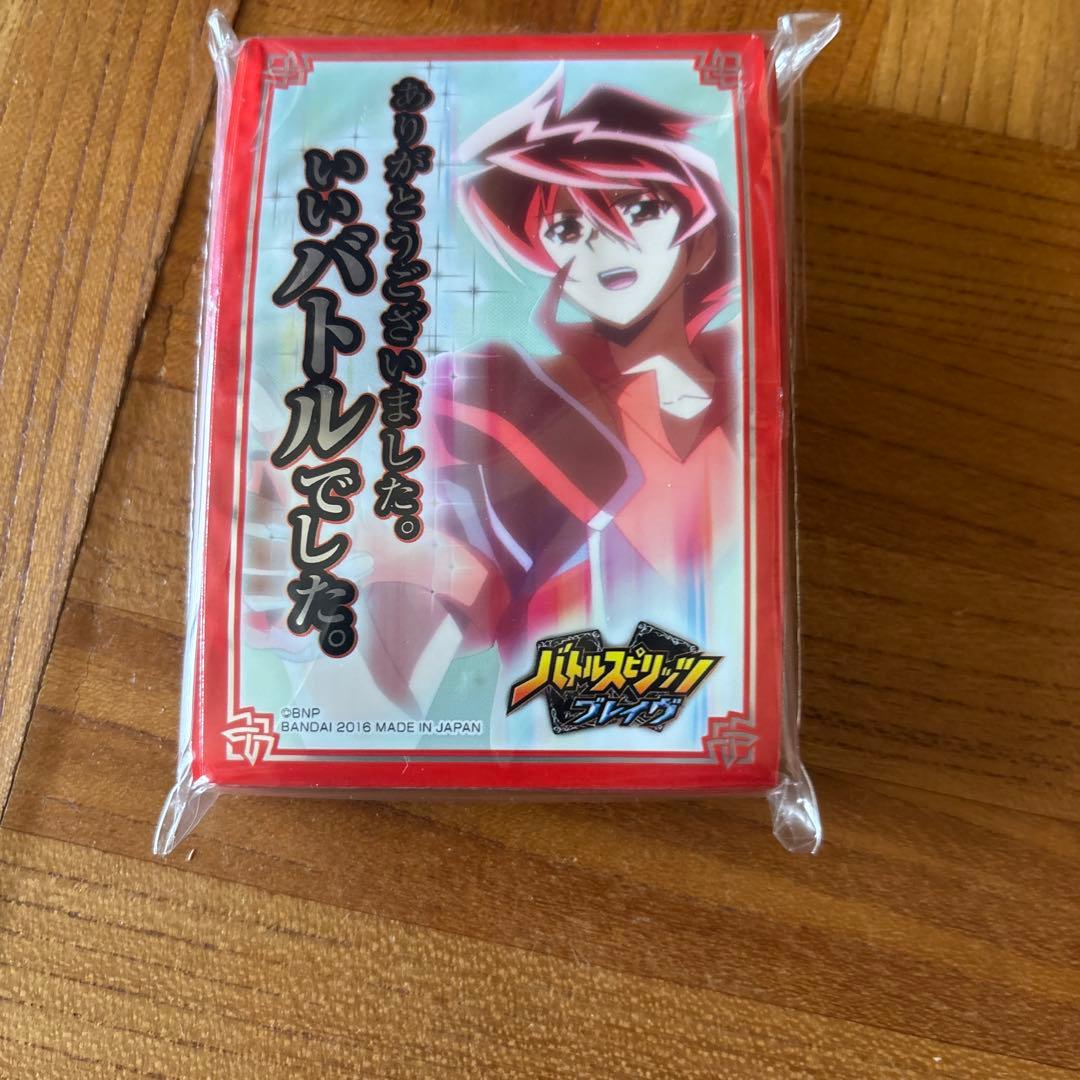 ありがとうございました。
いいバトルでした。
バトルスピリッツ
ブレイヴ
©BNP
BANDAI 2016 MADE IN JAPAN